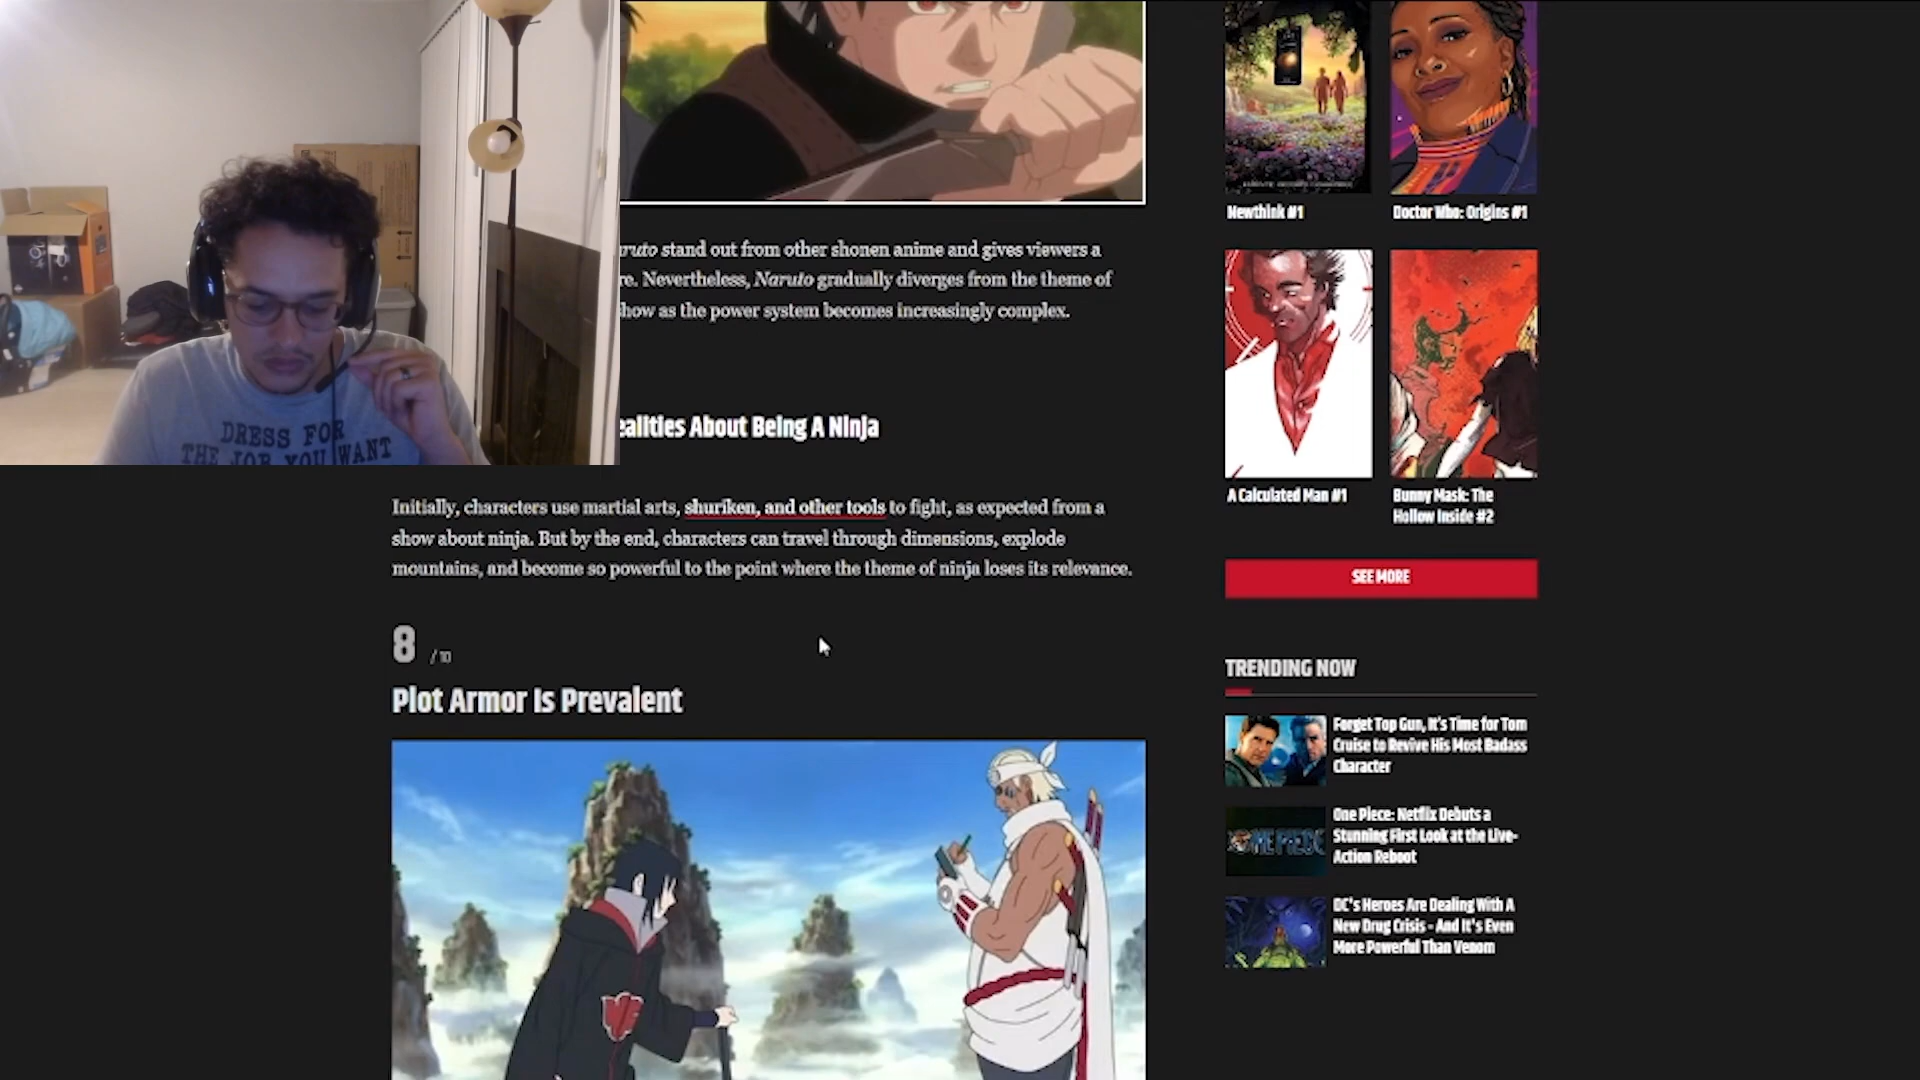 DRESS FOR
THE JOB YOU WANT
ruto stand out from other shonen anime and gives viewers a
re. Nevertheless, Naruto gradually diverges from the theme of
how as the power system becomes increasingly complex.
ealities About Being A Ninja
Initially, characters use martial arts, shuriken, and other tools to fight, as expected from a
show about ninja. But by the end, characters can travel through dimensions, explode
mountains, and become so powerful to the point where the theme of ninja loses its relevance.
8 / 10
Plot Armor Is Prevalent
Newthink #1
Doctor Who: Origins #1
A Calculated Man #1
Bunny Mask: The
Hollow Inside #2
SEE MORE
TRENDING NOW
Forget Top Gun, It's Time for Tom
Cruise to Revive His Most Badass
Character
One Piece: Netflix Debuts a
Stunning First Look at the Live-
Action Reboot
DC's Heroes Are Dealing With A
New Drug Crisis - And It's Even
More Powerful Than Venom